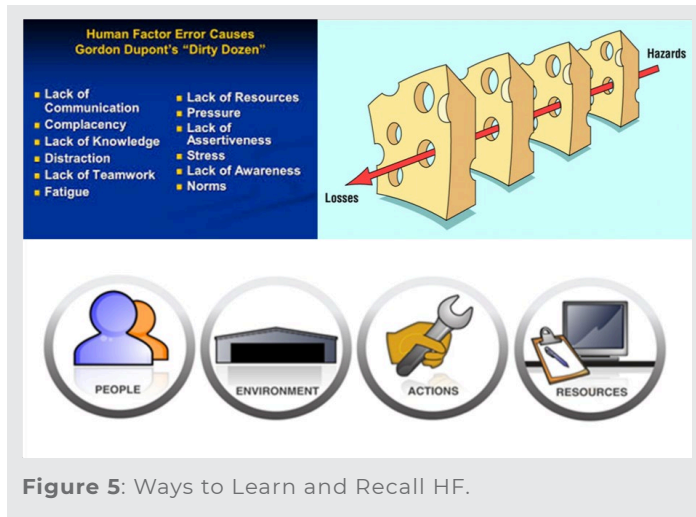 Human Factor Error Causes
Gordon Dupont's "Dirty Dozen"
Lack of
Communication
Complacency
Lack of Knowledge
Distraction
Lack of Teamwork
Fatigue
Lack of Resources
Pressure
Lack of
Assertiveness
Stress
Lack of Awareness
Norms
Hazards
Losses
PEOPLE
ENVIRONMENT
ACTIONS
RESOURCES
Figure 5: Ways to Learn and Recall HF.